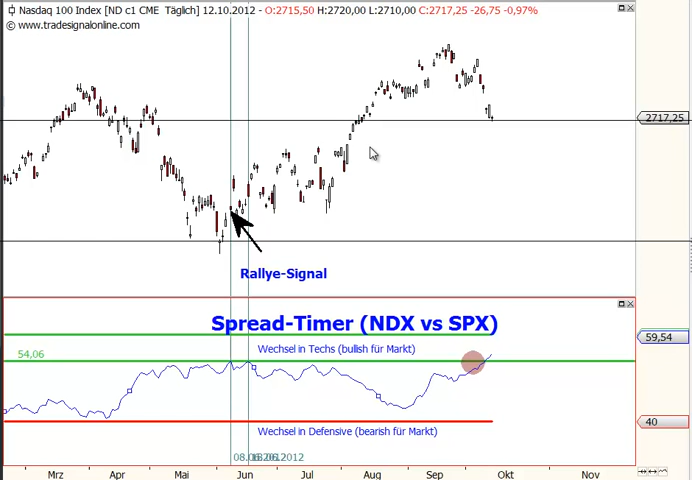 Nasdaq 100 Index [ND c1 CME Täglich] 12.10.2012 - O:2715,50 H:2720,00 L:2710,00 C:2717,25 -26,75 -0,97%
© www.tradesignalonline.com
2717,25
Rallye-Signal
Spread-Timer (NDX vs SPX)
59,54
Wechsel in Techs (bullish für Markt)
54,06
40
Wechsel in Defensive (bearish für Markt)
Mrz Apr Mai Jun Jul Aug Sep Okt Nov